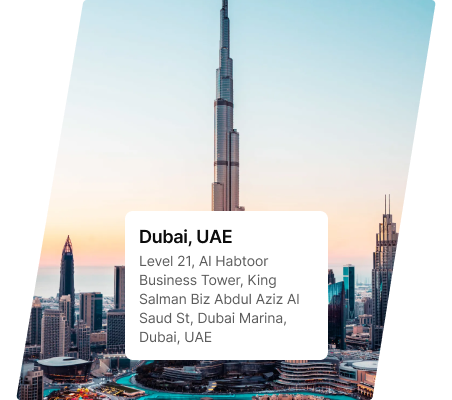 Dubai, UAE
Level 21, Al Habtoor
Business Tower, King
Salman Biz Abdul Aziz Al
Saud St, Dubai Marina,
Dubai, UAE